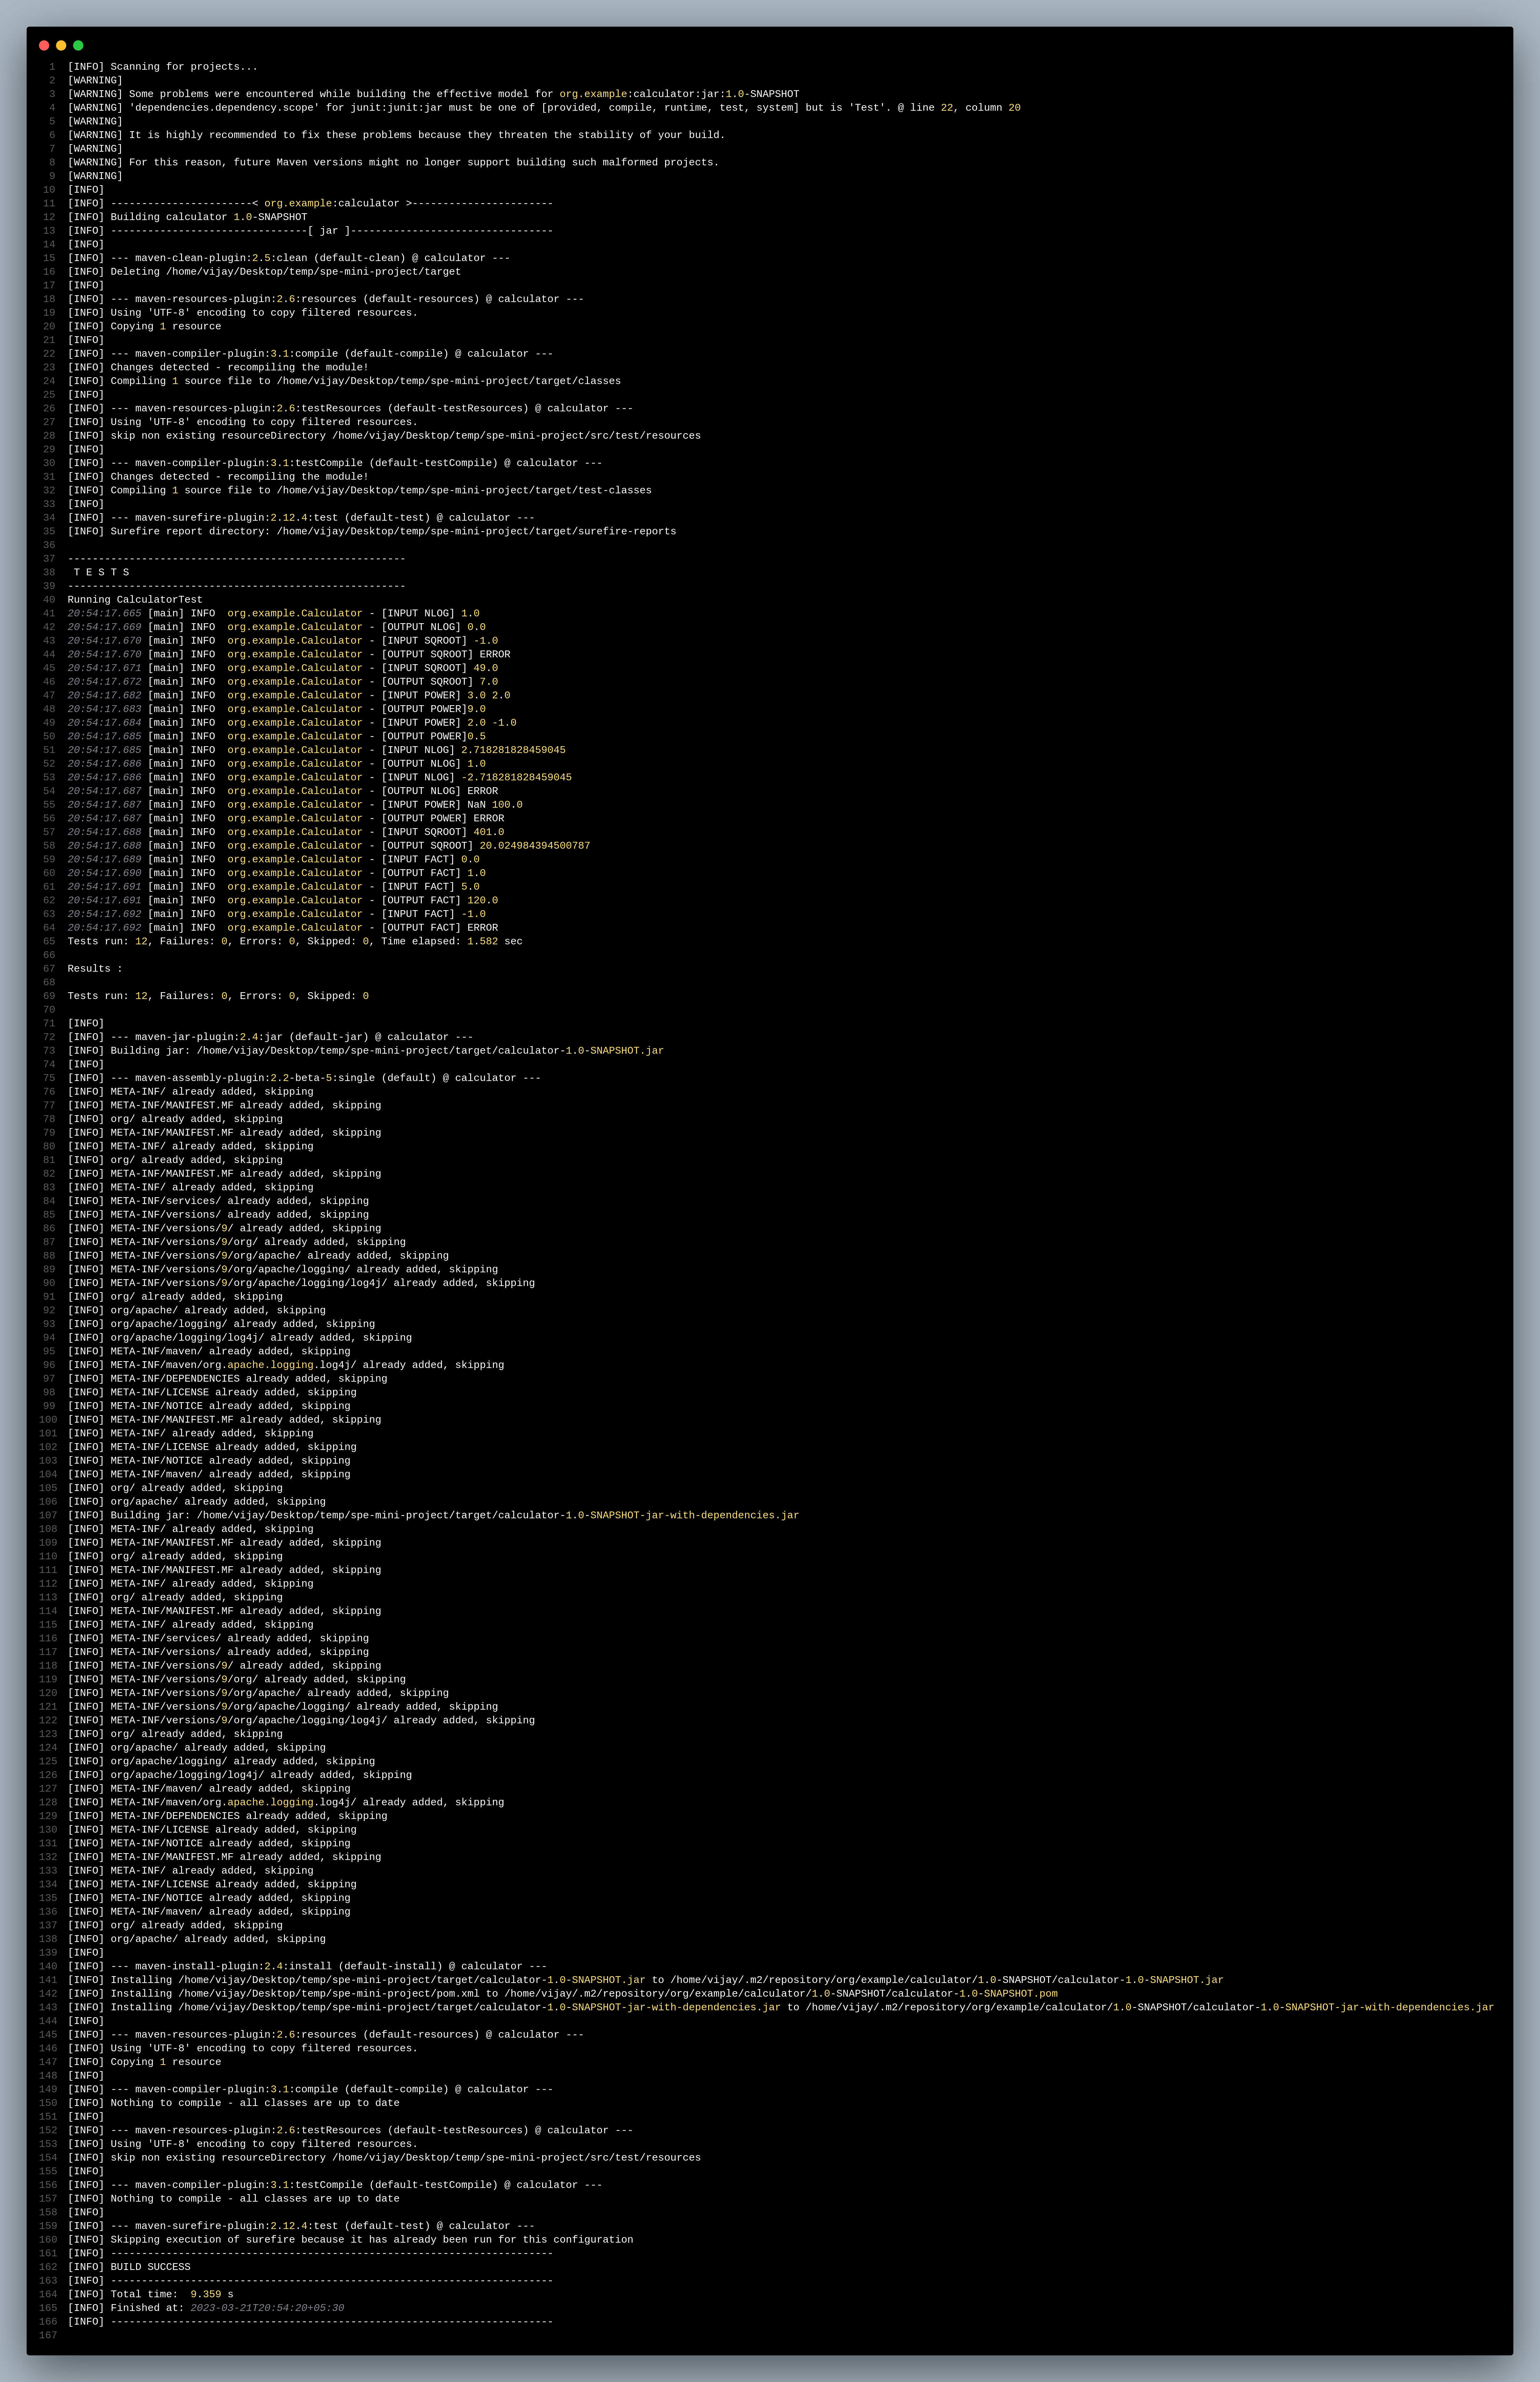 1 [INFO] Scanning for projects...
2 [WARNING]
3 [WARNING] Some problems were encountered while building the effective model for org.example:calculator:jar:1.0-SNAPSHOT
4 [WARNING] 'dependencies.dependency.scope' for junit:junit:jar must be one of [provided, compile, runtime, test, system] but is 'Test'. @ line 22, column 20
5 [WARNING]
6 [WARNING] It is highly recommended to fix these problems because they threaten the stability of your build.
7 [WARNING]
8 [WARNING] For this reason, future Maven versions might no longer support building such malformed projects.
9 [WARNING]
10 [INFO]
11 [INFO] -----------------------< org.example:calculator >-----------------------
12 [INFO] Building calculator 1.0-SNAPSHOT
13 [INFO] --------------------------------[ jar ]---------------------------------
14 [INFO]
15 [INFO] --- maven-clean-plugin:2.5:clean (default-clean) @ calculator ---
16 [INFO] Deleting /home/vijay/Desktop/temp/spe-mini-project/target
17 [INFO]
18 [INFO] --- maven-resources-plugin:2.6:resources (default-resources) @ calculator ---
19 [INFO] Using 'UTF-8' encoding to copy filtered resources.
20 [INFO] Copying 1 resource
21 [INFO]
22 [INFO] --- maven-compiler-plugin:3.1:compile (default-compile) @ calculator ---
23 [INFO] Changes detected - recompiling the module!
24 [INFO] Compiling 1 source file to /home/vijay/Desktop/temp/spe-mini-project/target/classes
25 [INFO]
26 [INFO] --- maven-resources-plugin:2.6:testResources (default-testResources) @ calculator ---
27 [INFO] Using 'UTF-8' encoding to copy filtered resources.
28 [INFO] skip non existing resourceDirectory /home/vijay/Desktop/temp/spe-mini-project/src/test/resources
29 [INFO]
30 [INFO] --- maven-compiler-plugin:3.1:testCompile (default-testCompile) @ calculator ---
31 [INFO] Changes detected - recompiling the module!
32 [INFO] Compiling 1 source file to /home/vijay/Desktop/temp/spe-mini-project/target/test-classes
33 [INFO]
34 [INFO] --- maven-surefire-plugin:2.12.4:test (default-test) @ calculator ---
35 [INFO] Surefire report directory: /home/vijay/Desktop/temp/spe-mini-project/target/surefire-reports
36
37 -------------------------------------------------------
38 T E S T S
39 -------------------------------------------------------
40 Running CalculatorTest
41 20:54:17.665 [main] INFO  org.example.Calculator - [INPUT NLOG] 1.0
42 20:54:17.669 [main] INFO  org.example.Calculator - [OUTPUT NLOG] 0.0
43 20:54:17.670 [main] INFO  org.example.Calculator - [INPUT SQROOT] -1.0
44 20:54:17.670 [main] INFO  org.example.Calculator - [OUTPUT SQROOT] ERROR
45 20:54:17.671 [main] INFO  org.example.Calculator - [INPUT SQROOT] 49.0
46 20:54:17.672 [main] INFO  org.example.Calculator - [OUTPUT SQROOT] 7.0
47 20:54:17.682 [main] INFO  org.example.Calculator - [INPUT POWER] 3.0 2.0
48 20:54:17.683 [main] INFO  org.example.Calculator - [OUTPUT POWER]9.0
49 20:54:17.684 [main] INFO  org.example.Calculator - [INPUT POWER] 2.0 -1.0
50 20:54:17.685 [main] INFO  org.example.Calculator - [OUTPUT POWER]0.5
51 20:54:17.685 [main] INFO  org.example.Calculator - [INPUT NLOG] 2.718281828459045
52 20:54:17.686 [main] INFO  org.example.Calculator - [OUTPUT NLOG] 1.0
53 20:54:17.686 [main] INFO  org.example.Calculator - [INPUT NLOG] -2.718281828459045
54 20:54:17.687 [main] INFO  org.example.Calculator - [OUTPUT NLOG] ERROR
55 20:54:17.687 [main] INFO  org.example.Calculator - [INPUT POWER] NaN 100.0
56 20:54:17.687 [main] INFO  org.example.Calculator - [OUTPUT POWER] ERROR
57 20:54:17.688 [main] INFO  org.example.Calculator - [INPUT SQROOT] 401.0
58 20:54:17.688 [main] INFO  org.example.Calculator - [OUTPUT SQROOT] 20.024984394500787
59 20:54:17.689 [main] INFO  org.example.Calculator - [INPUT FACT] 0.0
60 20:54:17.690 [main] INFO  org.example.Calculator - [OUTPUT FACT] 1.0
61 20:54:17.691 [main] INFO  org.example.Calculator - [INPUT FACT] 5.0
62 20:54:17.691 [main] INFO  org.example.Calculator - [OUTPUT FACT] 120.0
63 20:54:17.692 [main] INFO  org.example.Calculator - [INPUT FACT] -1.0
64 20:54:17.692 [main] INFO  org.example.Calculator - [OUTPUT FACT] ERROR
65 Tests run: 12, Failures: 0, Errors: 0, Skipped: 0, Time elapsed: 1.582 sec
66
67 Results :
68
69 Tests run: 12, Failures: 0, Errors: 0, Skipped: 0
70
71 [INFO]
72 [INFO] --- maven-jar-plugin:2.4:jar (default-jar) @ calculator ---
73 [INFO] Building jar: /home/vijay/Desktop/temp/spe-mini-project/target/calculator-1.0-SNAPSHOT.jar
74 [INFO]
75 [INFO] --- maven-assembly-plugin:2.2-beta-5:single (default) @ calculator ---
76 [INFO] META-INF/ already added, skipping
77 [INFO] META-INF/MANIFEST.MF already added, skipping
78 [INFO] org/ already added, skipping
79 [INFO] META-INF/MANIFEST.MF already added, skipping
80 [INFO] META-INF/ already added, skipping
81 [INFO] org/ already added, skipping
82 [INFO] META-INF/MANIFEST.MF already added, skipping
83 [INFO] META-INF/ already added, skipping
84 [INFO] META-INF/services/ already added, skipping
85 [INFO] META-INF/versions/ already added, skipping
86 [INFO] META-INF/versions/9/ already added, skipping
87 [INFO] META-INF/versions/9/org/ already added, skipping
88 [INFO] META-INF/versions/9/org/apache/ already added, skipping
89 [INFO] META-INF/versions/9/org/apache/logging/ already added, skipping
90 [INFO] META-INF/versions/9/org/apache/logging/log4j/ already added, skipping
91 [INFO] org/ already added, skipping
92 [INFO] org/apache/ already added, skipping
93 [INFO] org/apache/logging/ already added, skipping
94 [INFO] org/apache/logging/log4j/ already added, skipping
95 [INFO] META-INF/maven/ already added, skipping
96 [INFO] META-INF/maven/org.apache.logging.log4j/ already added, skipping
97 [INFO] META-INF/DEPENDENCIES already added, skipping
98 [INFO] META-INF/LICENSE already added, skipping
99 [INFO] META-INF/NOTICE already added, skipping
100 [INFO] META-INF/MANIFEST.MF already added, skipping
101 [INFO] META-INF/ already added, skipping
102 [INFO] META-INF/LICENSE already added, skipping
103 [INFO] META-INF/NOTICE already added, skipping
104 [INFO] META-INF/maven/ already added, skipping
105 [INFO] org/ already added, skipping
106 [INFO] org/apache/ already added, skipping
107 [INFO] Building jar: /home/vijay/Desktop/temp/spe-mini-project/target/calculator-1.0-SNAPSHOT-jar-with-dependencies.jar
108 [INFO] META-INF/ already added, skipping
109 [INFO] META-INF/MANIFEST.MF already added, skipping
110 [INFO] org/ already added, skipping
111 [INFO] META-INF/MANIFEST.MF already added, skipping
112 [INFO] META-INF/ already added, skipping
113 [INFO] org/ already added, skipping
114 [INFO] META-INF/MANIFEST.MF already added, skipping
115 [INFO] META-INF/ already added, skipping
116 [INFO] META-INF/services/ already added, skipping
117 [INFO] META-INF/versions/ already added, skipping
118 [INFO] META-INF/versions/9/ already added, skipping
119 [INFO] META-INF/versions/9/org/ already added, skipping
120 [INFO] META-INF/versions/9/org/apache/ already added, skipping
121 [INFO] META-INF/versions/9/org/apache/logging/ already added, skipping
122 [INFO] META-INF/versions/9/org/apache/logging/log4j/ already added, skipping
123 [INFO] org/ already added, skipping
124 [INFO] org/apache/ already added, skipping
125 [INFO] org/apache/logging/ already added, skipping
126 [INFO] org/apache/logging/log4j/ already added, skipping
127 [INFO] META-INF/maven/ already added, skipping
128 [INFO] META-INF/maven/org.apache.logging.log4j/ already added, skipping
129 [INFO] META-INF/DEPENDENCIES already added, skipping
130 [INFO] META-INF/LICENSE already added, skipping
131 [INFO] META-INF/NOTICE already added, skipping
132 [INFO] META-INF/MANIFEST.MF already added, skipping
133 [INFO] META-INF/ already added, skipping
134 [INFO] META-INF/LICENSE already added, skipping
135 [INFO] META-INF/NOTICE already added, skipping
136 [INFO] META-INF/maven/ already added, skipping
137 [INFO] org/ already added, skipping
138 [INFO] org/apache/ already added, skipping
139 [INFO]
140 [INFO] --- maven-install-plugin:2.4:install (default-install) @ calculator ---
141 [INFO] Installing /home/vijay/Desktop/temp/spe-mini-project/target/calculator-1.0-SNAPSHOT.jar to /home/vijay/.m2/repository/org/example/calculator/1.0-SNAPSHOT/calculator-1.0-SNAPSHOT.jar
142 [INFO] Installing /home/vijay/Desktop/temp/spe-mini-project/pom.xml to /home/vijay/.m2/repository/org/example/calculator/1.0-SNAPSHOT/calculator-1.0-SNAPSHOT.pom
143 [INFO] Installing /home/vijay/Desktop/temp/spe-mini-project/target/calculator-1.0-SNAPSHOT-jar-with-dependencies.jar to /home/vijay/.m2/repository/org/example/calculator/1.0-SNAPSHOT/calculator-1.0-SNAPSHOT-jar-with-dependencies.jar
144 [INFO]
145 [INFO] --- maven-resources-plugin:2.6:resources (default-resources) @ calculator ---
146 [INFO] Using 'UTF-8' encoding to copy filtered resources.
147 [INFO] Copying 1 resource
148 [INFO]
149 [INFO] --- maven-compiler-plugin:3.1:compile (default-compile) @ calculator ---
150 [INFO] Nothing to compile - all classes are up to date
151 [INFO]
152 [INFO] --- maven-resources-plugin:2.6:testResources (default-testResources) @ calculator ---
153 [INFO] Using 'UTF-8' encoding to copy filtered resources.
154 [INFO] skip non existing resourceDirectory /home/vijay/Desktop/temp/spe-mini-project/src/test/resources
155 [INFO]
156 [INFO] --- maven-compiler-plugin:3.1:testCompile (default-testCompile) @ calculator ---
157 [INFO] Nothing to compile - all classes are up to date
158 [INFO]
159 [INFO] --- maven-surefire-plugin:2.12.4:test (default-test) @ calculator ---
160 [INFO] Skipping execution of surefire because it has already been run for this configuration
161 [INFO] ------------------------------------------------------------------------
162 [INFO] BUILD SUCCESS
163 [INFO] ------------------------------------------------------------------------
164 [INFO] Total time:  9.359 s
165 [INFO] Finished at: 2023-03-21T20:54:20+05:30
166 [INFO] ------------------------------------------------------------------------
167